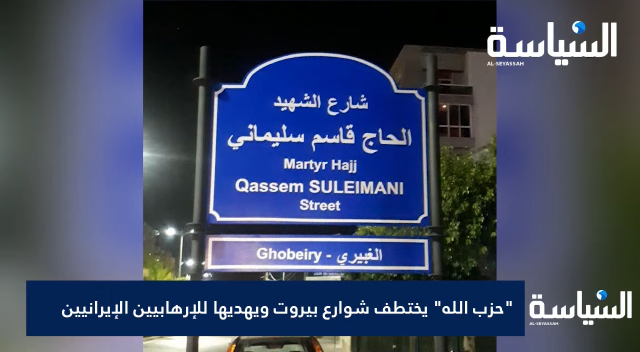 السياسة
AL-SEYASSAH
شارع الشهيد
الحاج قاسم سليماني
Martyr Hajj
Qassem SULEIMANI
Street
Ghobeiry - الغبيري
"حزب الله" يختطف شوارع بيروت ويهديها للإرهابيين الإيرانيين
السياسة
AL-SEYASSAH